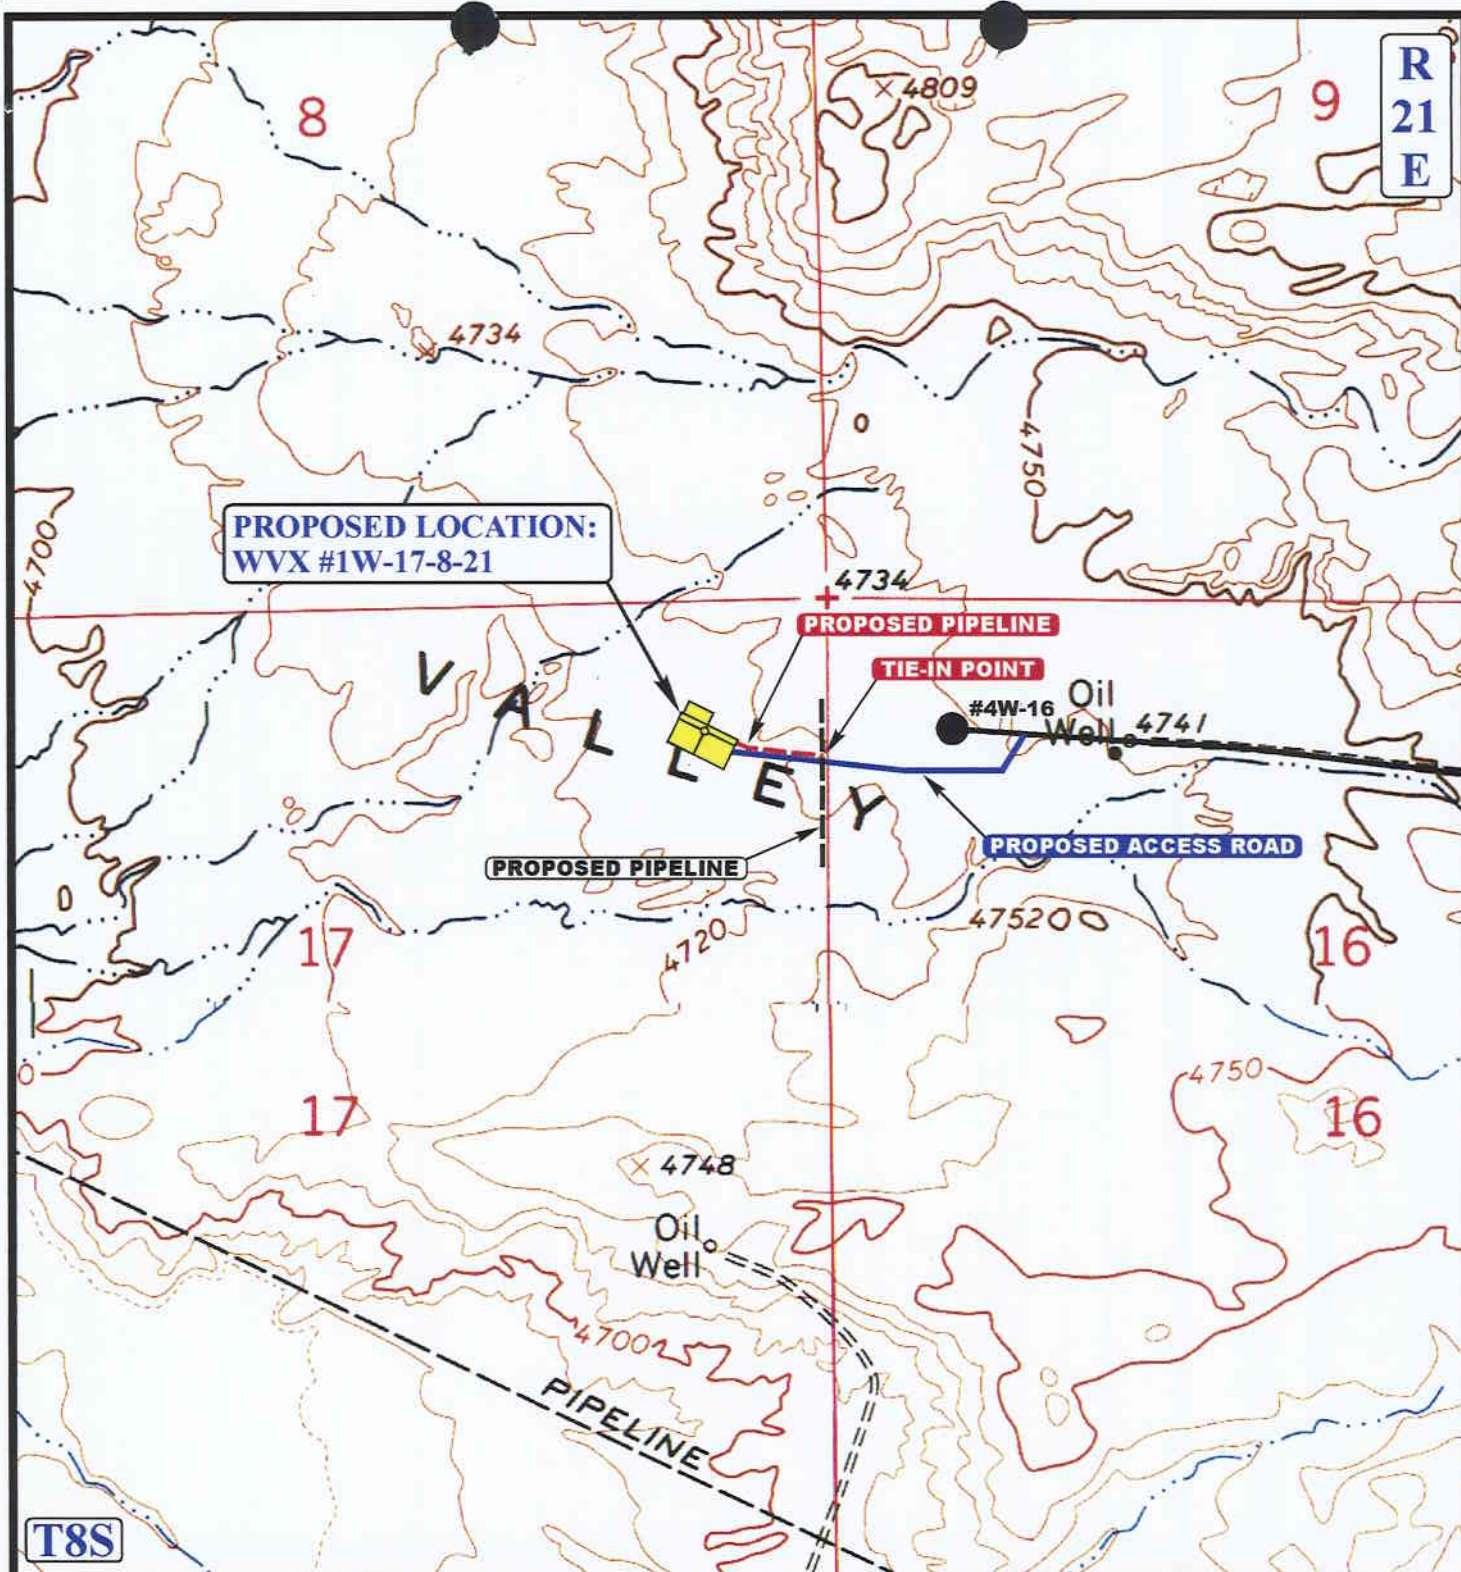 R
21
E
8
9
4809
4734
4750
4700
PROPOSED LOCATION:
WVX #1W-17-8-21
4734
PROPOSED PIPELINE
TIE-IN POINT
VALLEY
#4W-16
Oil
Well
4741
PROPOSED ACCESS ROAD
PROPOSED PIPELINE
4720
4752
17
16
4750
17
16
4748
Oil
Well
4700
PIPELINE
T8S